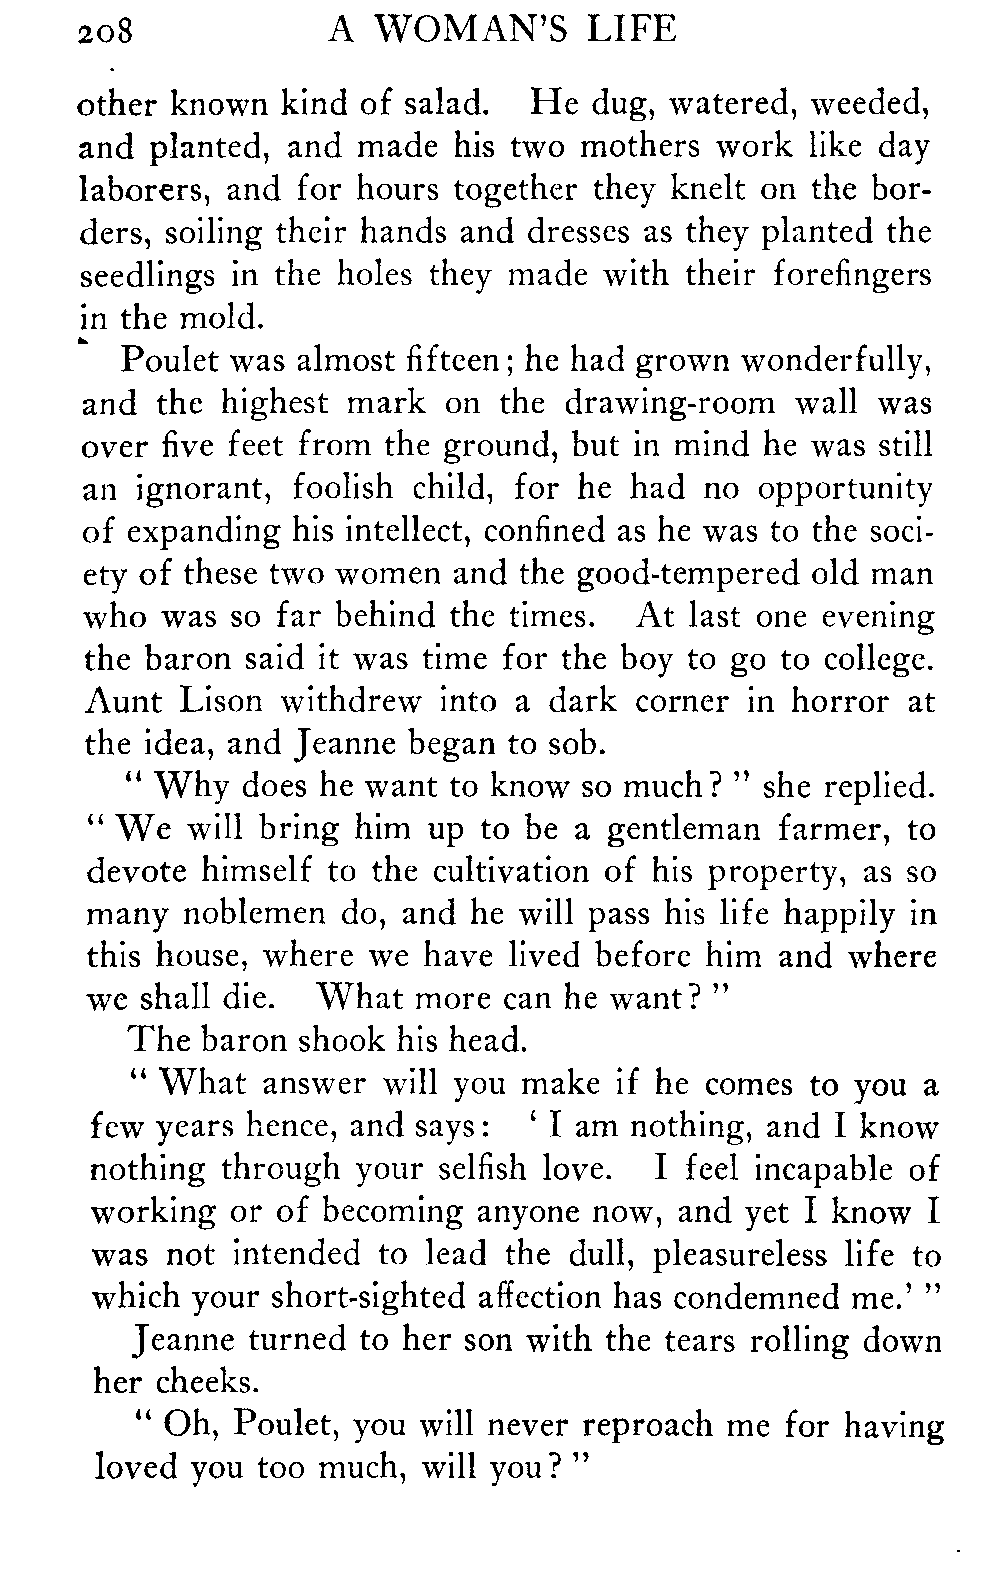 208 A WOMAN'S LIFE
other known kind of salad. He dug, watered, weeded,
and planted, and made his two mothers work like day
laborers, and for hours together they knelt on the bor-
ders, soiling their hands and dresses as they planted the
seedlings in the holes they made with their forefingers
in the mold.
Poulet was almost fifteen; he had grown wonderfully,
and the highest mark on the drawing-room wall was
over five feet from the ground, but in mind he was still
an ignorant, foolish child, for he had no opportunity
of expanding his intellect, confined as he was to the soci-
ety of these two women and the good-tempered old man
who was so far behind the times. At last one evening
the baron said it was time for the boy to go to college.
Aunt Lison withdrew into a dark corner in horror at
the idea, and Jeanne began to sob.
" Why does he want to know so much? " she replied.
" We will bring him up to be a gentleman farmer, to
devote himself to the cultivation of his property, as so
many noblemen do, and he will pass his life happily in
this house, where we have lived before him and where
we shall die. What more can he want? "
The baron shook his head.
" What answer will you make if he comes to you a
few years hence, and says: ' I am nothing, and I know
nothing through your selfish love. I feel incapable of
working or of becoming anyone now, and yet I know I
was not intended to lead the dull, pleasureless life to
which your short-sighted affection has condemned me.' "
Jeanne turned to her son with the tears rolling down
her cheeks.
" Oh, Poulet, you will never reproach me for having
loved you too much, will you? "